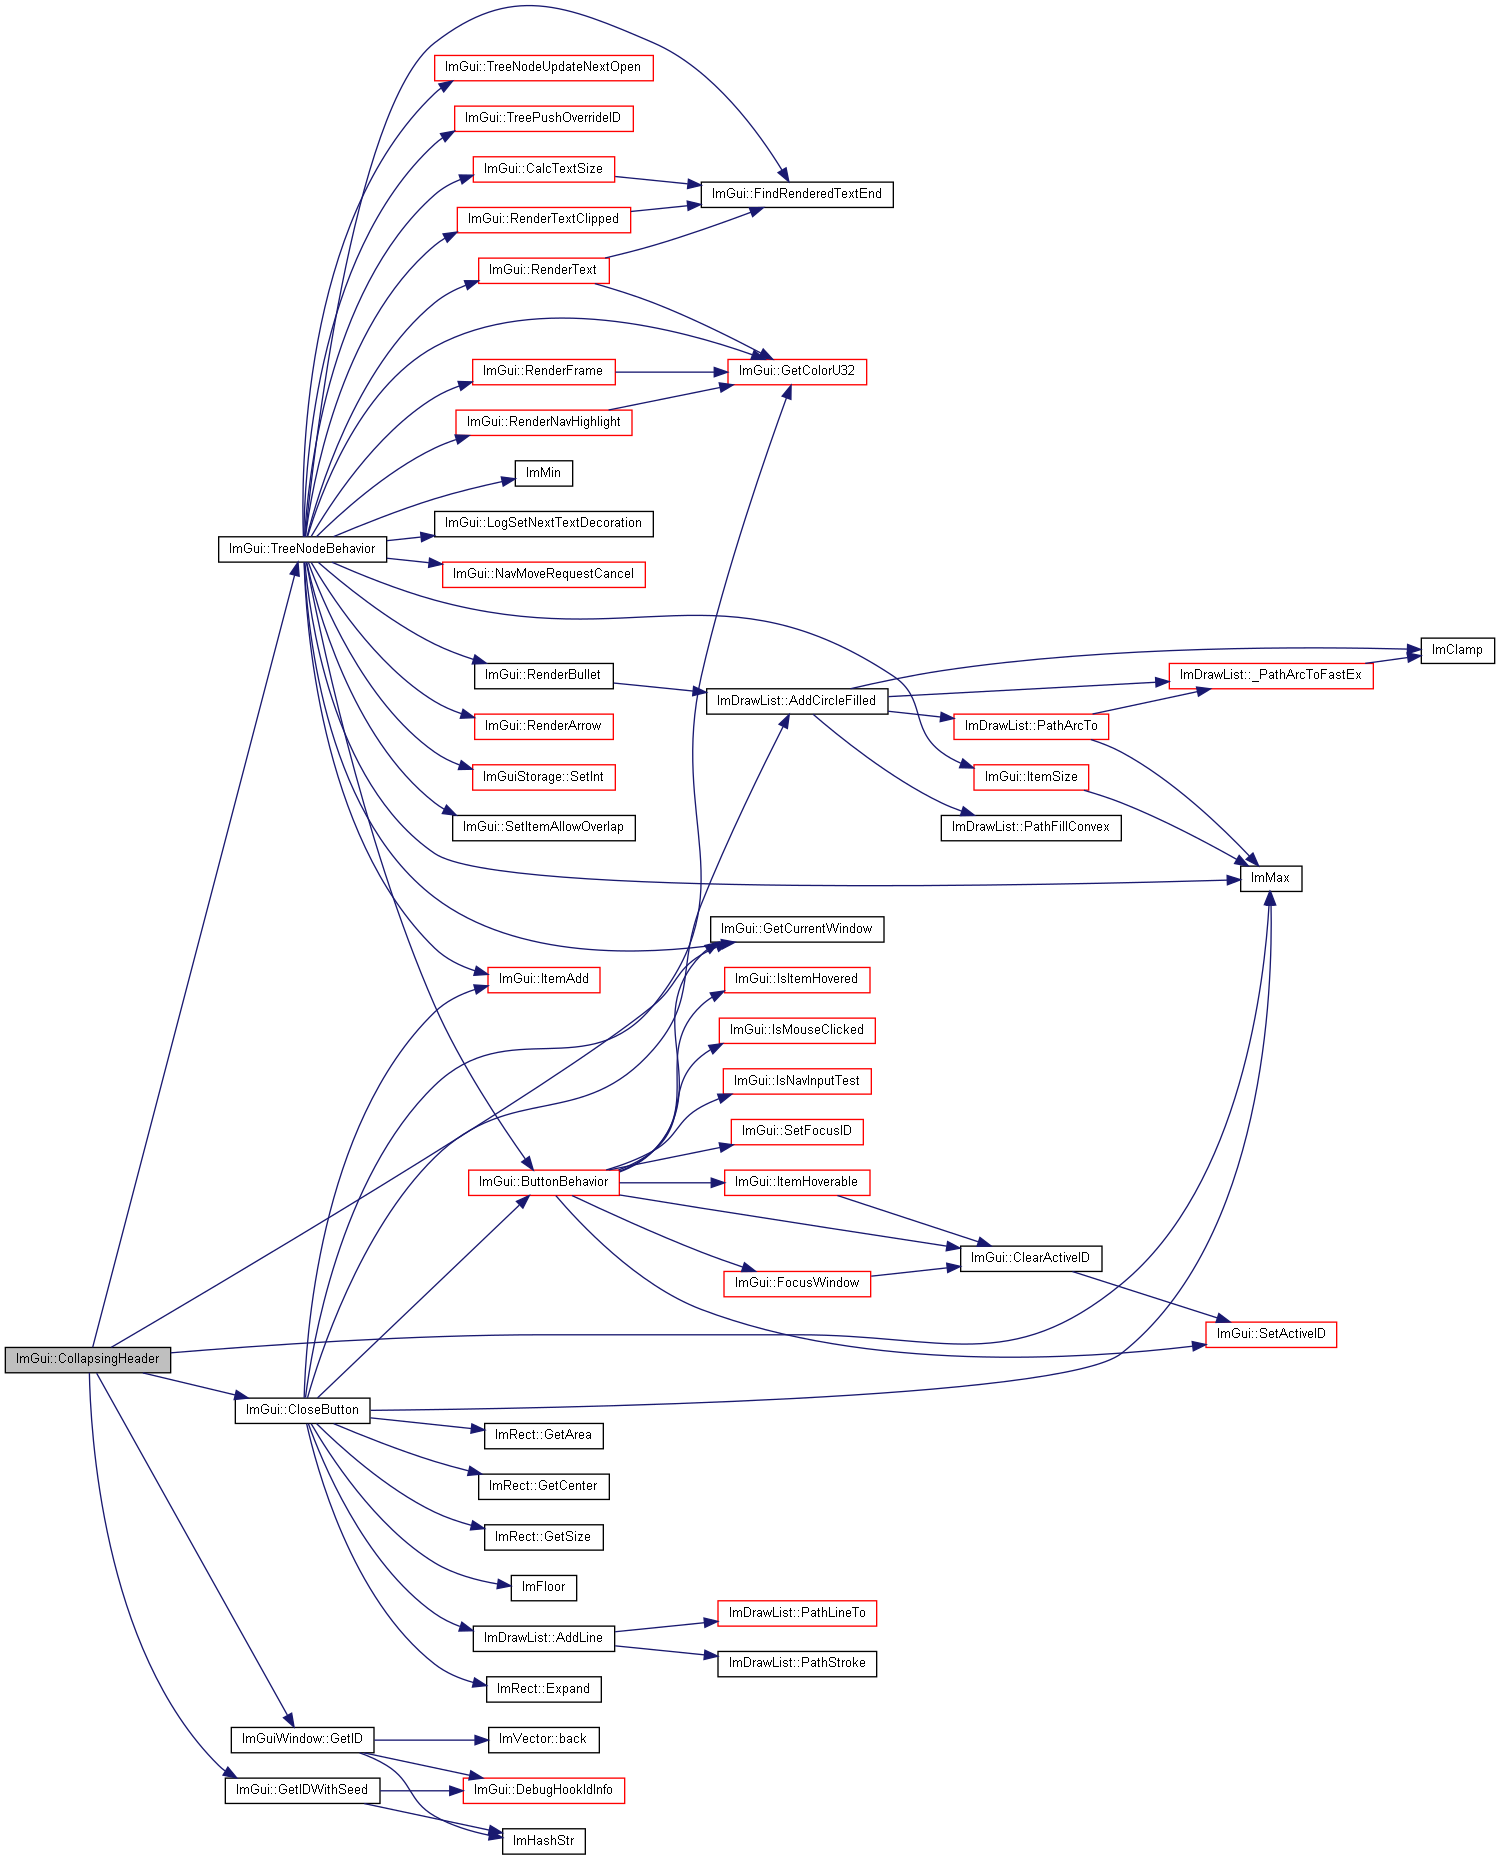 ImGui::TreeNodeUpdateNextOpen
ImGui::TreePushOverrideID
ImGui::CalcTextSize
ImGui::FindRenderedTextEnd
ImGui::RenderTextClipped
ImGui::RenderText
ImGui::RenderFrame
ImGui::GetColorU32
ImGui::RenderNavHighlight
ImMin
ImGui::LogSetNextTextDecoration
ImGui::TreeNodeBehavior
ImGui::NavMoveRequestCancel
ImClamp
ImGui::RenderBullet
ImDrawList::_PathArcToFastEx
ImDrawList::AddCircleFilled
ImGui::RenderArrow
ImDrawList::PathArcTo
ImGuiStorage::SetInt
ImGui::ItemSize
ImGui::SetItemAllowOverlap
ImDrawList::PathFillConvex
ImMax
ImGui::GetCurrentWindow
ImGui::ItemAdd
ImGui::IsItemHovered
ImGui::IsMouseClicked
ImGui::IsNavInputTest
ImGui::SetFocusID
ImGui::ButtonBehavior
ImGui::ItemHoverable
ImGui::ClearActiveID
ImGui::FocusWindow
ImGui::SetActiveID
ImGui::CollapsingHeader
ImGui::CloseButton
ImRect::GetArea
ImRect::GetCenter
ImRect::GetSize
ImFloor
ImDrawList::PathLineTo
ImDrawList::AddLine
ImDrawList::PathStroke
ImRect::Expand
ImGuiWindow::GetID
ImVector::back
ImGui::GetIDWithSeed
ImGui::DebugHookIdInfo
ImHashStr